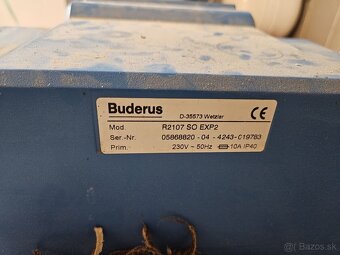 Buderus
D-35573 Wetzlar
CE
Mod. R2107 SO EXP2
Ser.-Nr. 05868820 - 04 - 4243-019783
Prim. 230V ~ 50Hz 10A IP40
© bazos.sk